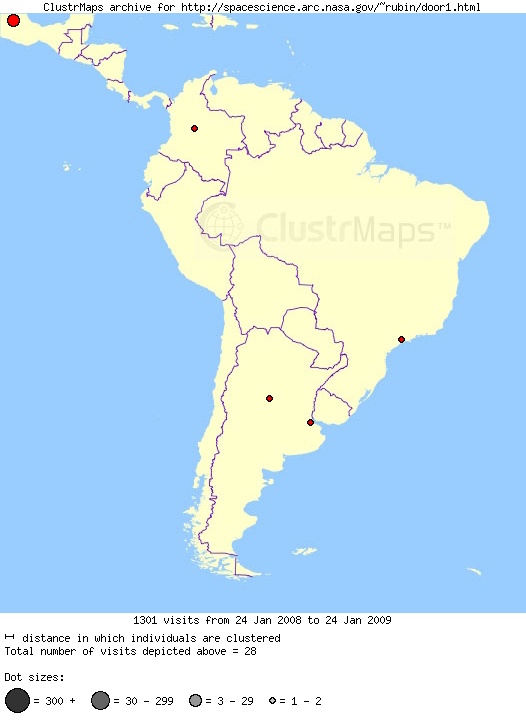 ClustrMaps archive for http://spacescience.arc.nasa.gov/~rubin/door1.html
ClustrMaps™
1301 visits from 24 Jan 2008 to 24 Jan 2009
distance in which individuals are clustered
Total number of visits depicted above = 28
Dot sizes:
= 300 + = 30 - 299 = 3 - 29 = 1 - 2